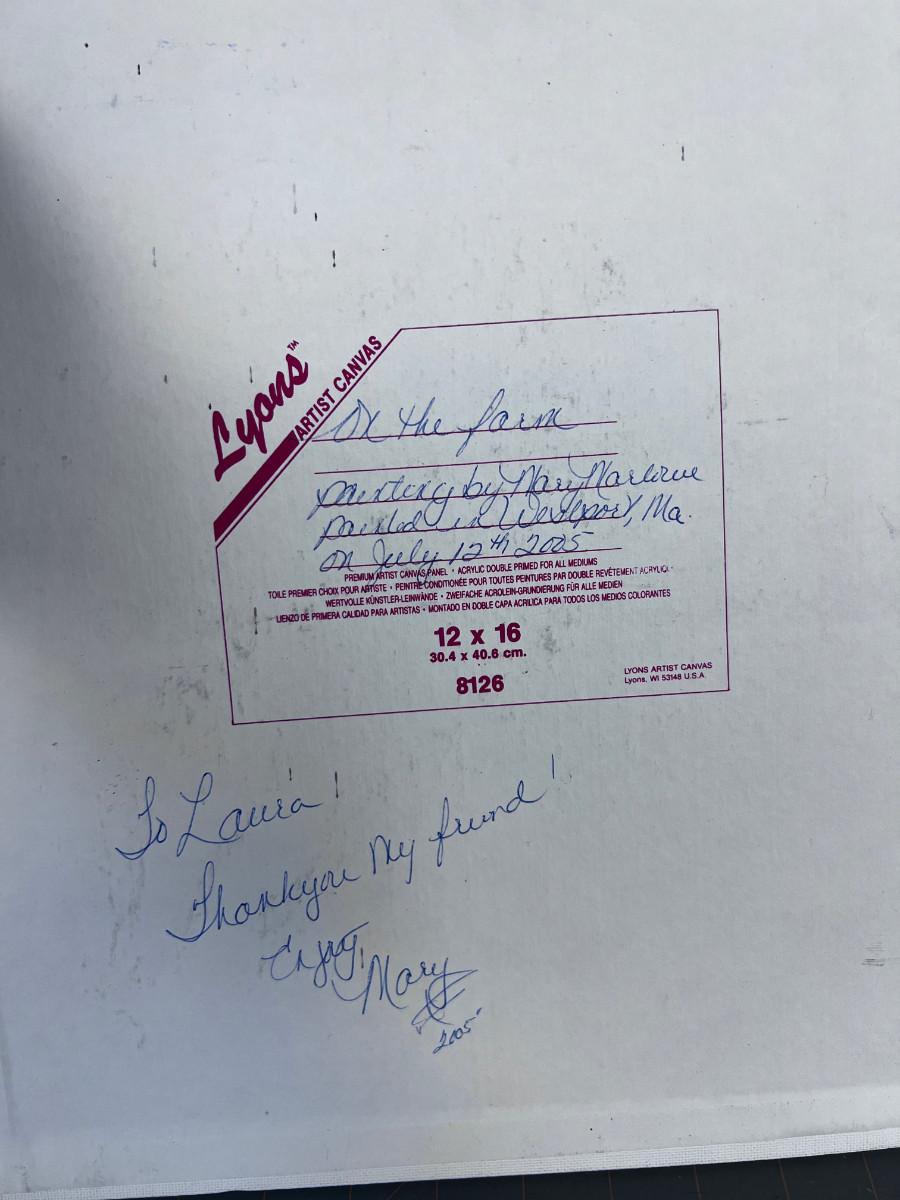 Lyons™
ARTIST CANVAS
On the farm
painting by Mary Marlowe
painted in Westport, Ma.
on July 12th 2005
PREMIUM ARTIST CANVAS PANEL • ACRYLIC DOUBLE PRIMED FOR ALL MEDIUMS
TOILE PREMIER CHOIX POUR ARTISTE • PEINTRE CONDITIONÉE POUR TOUTES PEINTURES PAR DOUBLE REVÊTEMENT ACRYLIQUE
WERTVOLLE KÜNSTLER-LEINWÄNDE • ZWEIFACHE ACROLEIN-GRUNDIERUNG FÜR ALLE MEDIEN
LIENZO DE PRIMERA CALIDAD PARA ARTISTAS • MONTADO EN DOBLE CAPA ACRILICA PARA TODOS LOS MEDIOS COLORANTES
12 x 16
30.4 x 40.6 cm.
8126
LYONS ARTIST CANVAS
Lyons, WI 53148 U.S.A.
To Laura!
Thankyou My friend!
Enjoy!
Mary
2005